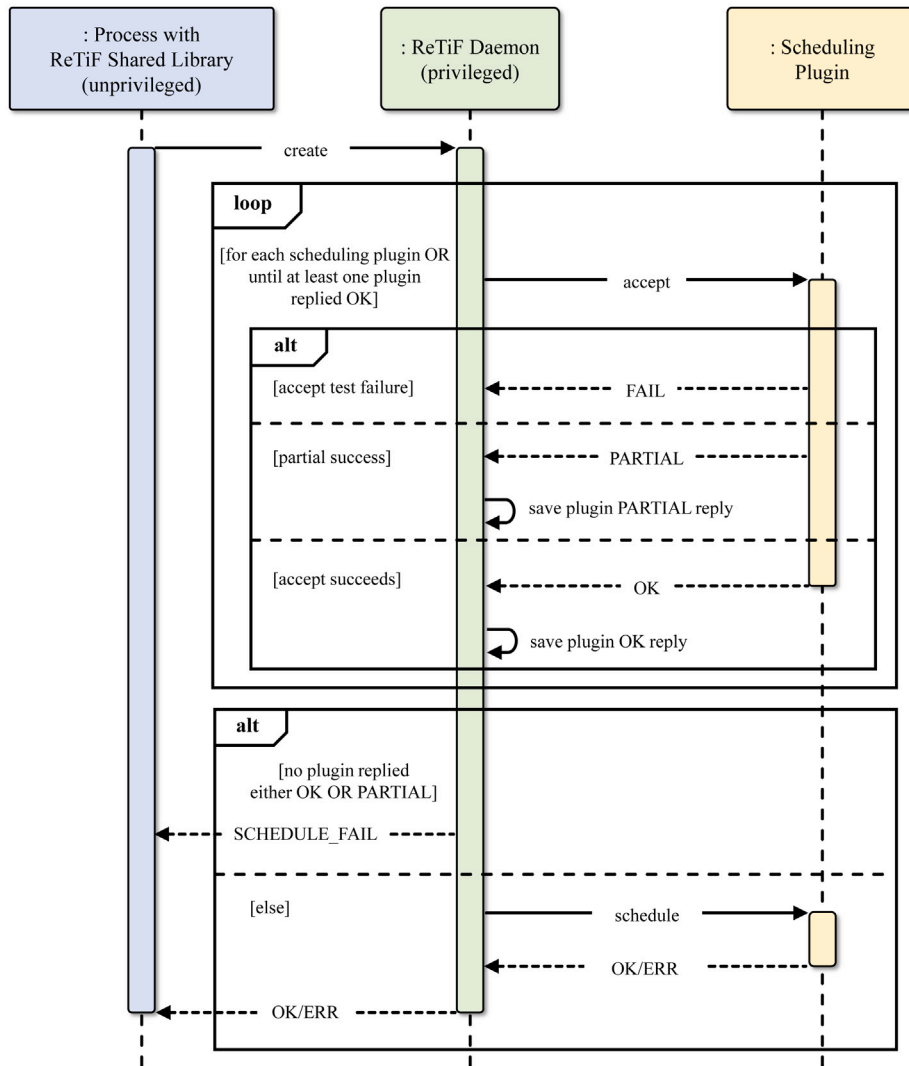 : Process with
ReTiF Shared Library
(unprivileged)
: ReTiF Daemon
(privileged)
: Scheduling
Plugin
create
loop
[for each scheduling plugin OR
until at least one plugin
replied OK]
accept
alt
[accept test failure]
FAIL
[partial success]
PARTIAL
save plugin PARTIAL reply
[accept succeeds]
OK
save plugin OK reply
alt
[no plugin replied
either OK OR PARTIAL]
SCHEDULE_FAIL
[else]
schedule
OK/ERR
OK/ERR